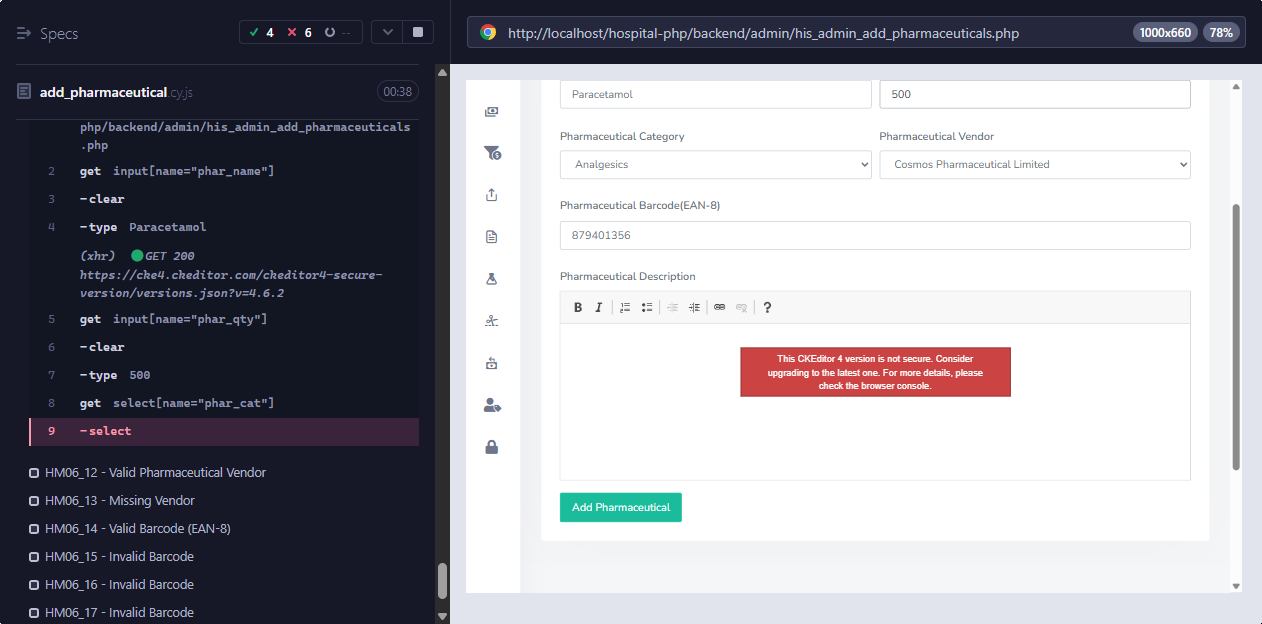 Specs
4 6 --
add_pharmaceutical.cy.js 00:38
php/backend/admin/his_admin_add_pharmaceuticals
.php
2 get input[name="phar_name"]
3 -clear
4 -type Paracetamol
(xhr) GET 200
https://cke4.ckeditor.com/ckeditor4-secure-
version/versions.json?v=4.6.2
5 get input[name="phar_qty"]
6 -clear
7 -type 500
8 get select[name="phar_cat"]
9 -select
HM06_12 - Valid Pharmaceutical Vendor
HM06_13 - Missing Vendor
HM06_14 - Valid Barcode (EAN-8)
HM06_15 - Invalid Barcode
HM06_16 - Invalid Barcode
HM06_17 - Invalid Barcode
http://localhost/hospital-php/backend/admin/his_admin_add_pharmaceuticals.php 1000x660 78%
Paracetamol 500
Pharmaceutical Category Pharmaceutical Vendor
Analgesics Cosmos Pharmaceutical Limited
Pharmaceutical Barcode(EAN-8)
879401356
Pharmaceutical Description
B I ?
This CKEditor 4 version is not secure. Consider
upgrading to the latest one. For more details, please
check the browser console.
Add Pharmaceutical